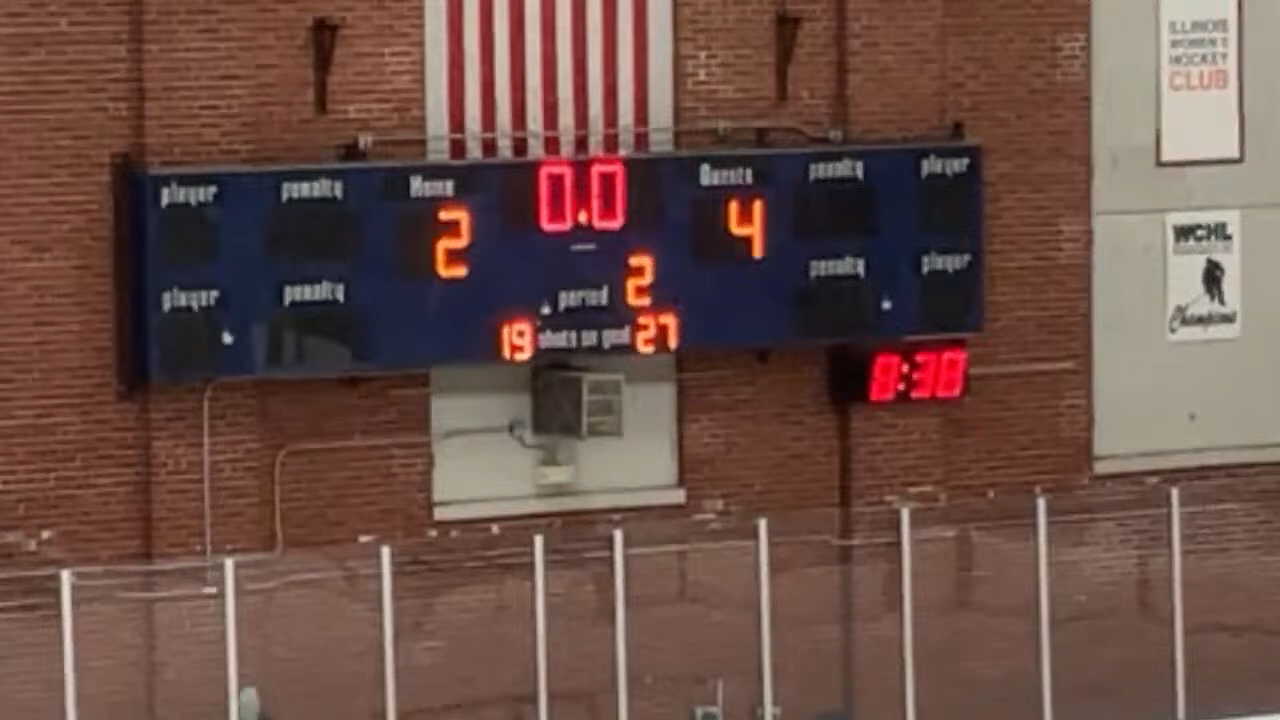 ILLINOIS
WOMEN'S
HOCKEY
CLUB
player
penalty
Home
0.0
Guests
penalty
player
2
4
player
penalty
period
2
penalty
player
19
shots on goal
27
8:38
WCHL
Champions